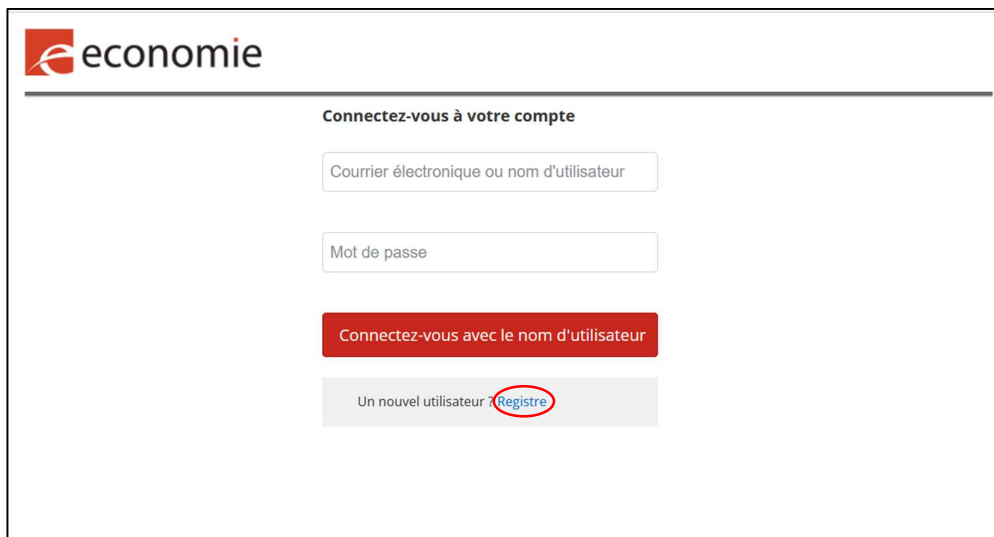 economie
Connectez-vous à votre compte
Courrier électronique ou nom d'utilisateur
Mot de passe
Connectez-vous avec le nom d'utilisateur
Un nouvel utilisateur ? Registre